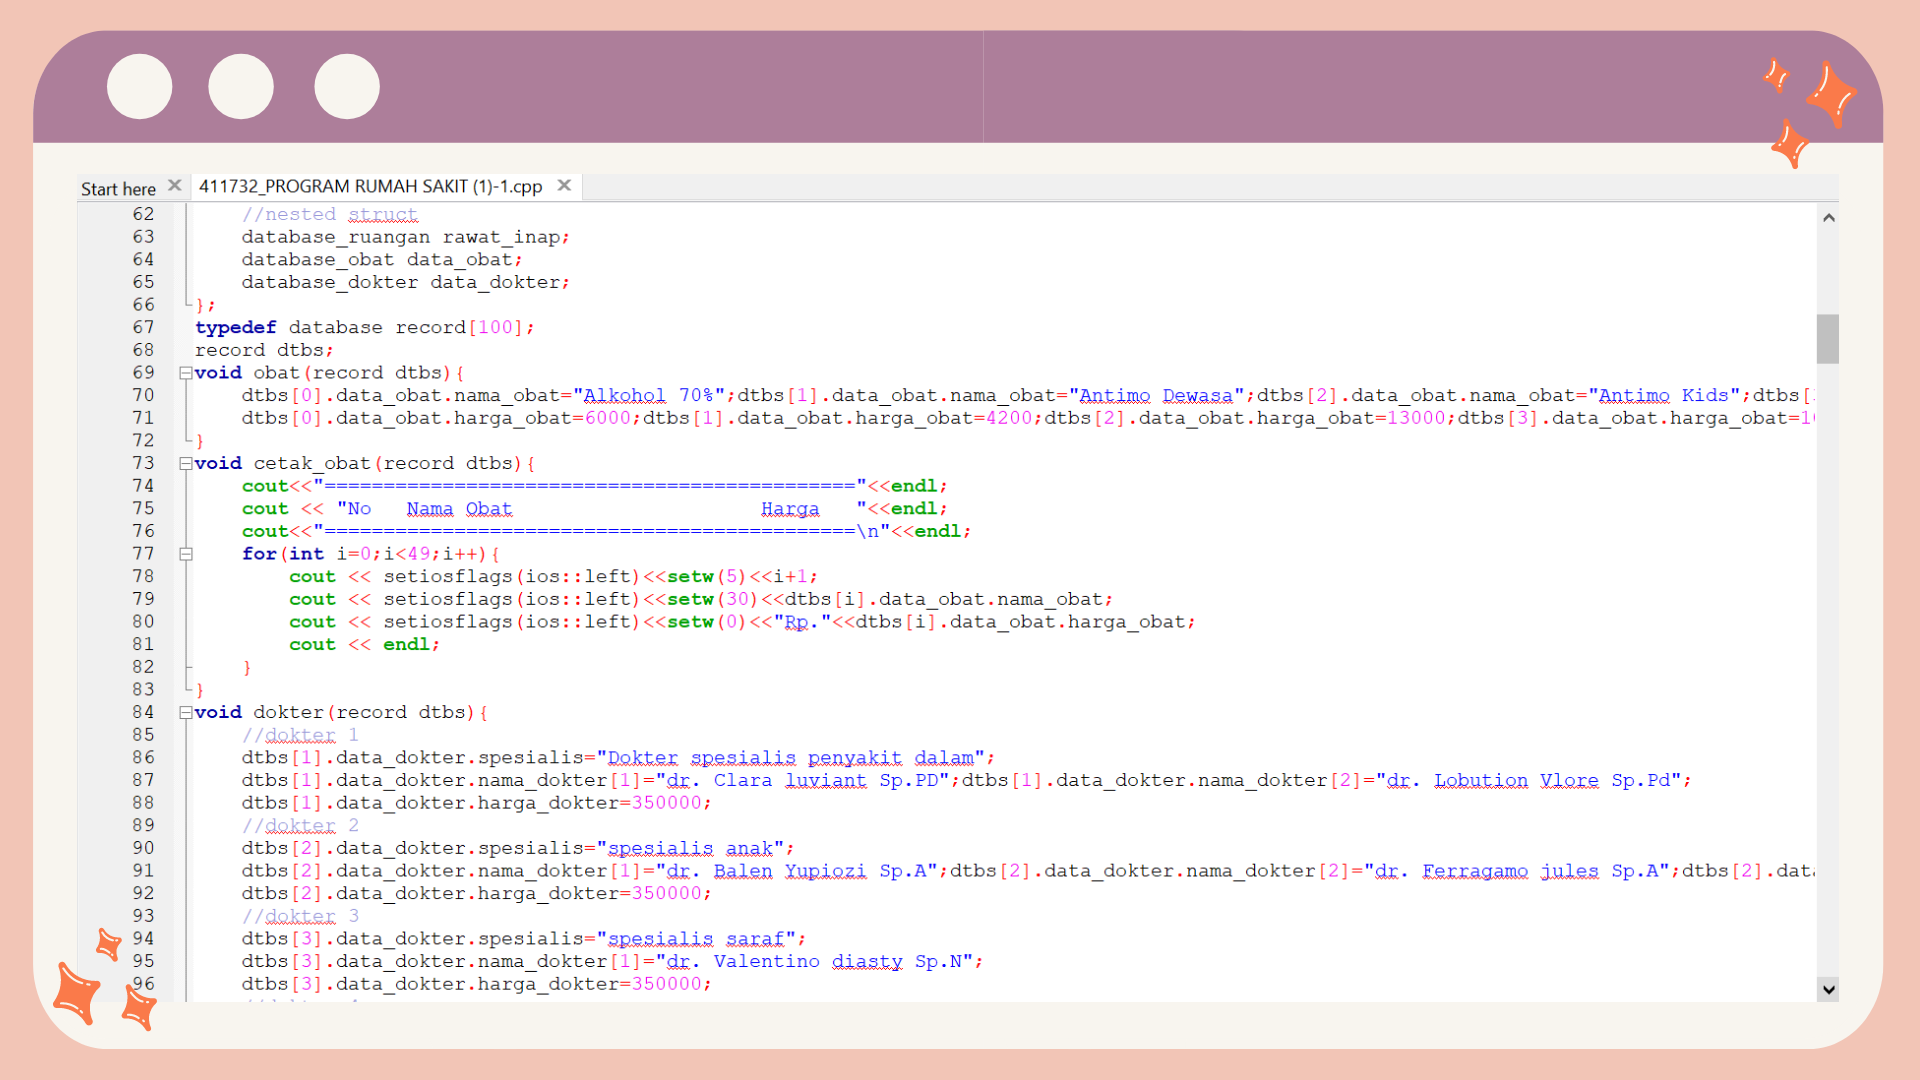 Start here
411732_PROGRAM RUMAH SAKIT (1)-1.cpp
62 //nested struct
63 database_ruangan rawat_inap;
64 database_obat data_obat;
65 database_dokter data_dokter;
66 };
67 typedef database record[100];
68 record dtbs;
69 void obat(record dtbs){
70 dtbs[0].data_obat.nama_obat="Alkohol 70%";dtbs[1].data_obat.nama_obat="Antimo Dewasa";dtbs[2].data_obat.nama_obat="Antimo Kids";dtbs[
71 dtbs[0].data_obat.harga_obat=6000;dtbs[1].data_obat.harga_obat=4200;dtbs[2].data_obat.harga_obat=13000;dtbs[3].data_obat.harga_obat=1
72 }
73 void cetak_obat(record dtbs){
74 cout<<"============================================="<<endl;
75 cout << "No   Nama Obat                     Harga   "<<endl;
76 cout<<"=============================================\n"<<endl;
77 for(int i=0;i<49;i++){
78 cout << setiosflags(ios::left)<<setw(5)<<i+1;
79 cout << setiosflags(ios::left)<<setw(30)<<dtbs[i].data_obat.nama_obat;
80 cout << setiosflags(ios::left)<<setw(0)<<"Rp."<<dtbs[i].data_obat.harga_obat;
81 cout << endl;
82 }
83 }
84 void dokter(record dtbs){
85 //dokter 1
86 dtbs[1].data_dokter.spesialis="Dokter spesialis penyakit dalam";
87 dtbs[1].data_dokter.nama_dokter[1]="dr. Clara luviant Sp.PD";dtbs[1].data_dokter.nama_dokter[2]="dr. Lobution Vlore Sp.Pd";
88 dtbs[1].data_dokter.harga_dokter=350000;
89 //dokter 2
90 dtbs[2].data_dokter.spesialis="spesialis anak";
91 dtbs[2].data_dokter.nama_dokter[1]="dr. Balen Yupiozi Sp.A";dtbs[2].data_dokter.nama_dokter[2]="dr. Ferragamo jules Sp.A";dtbs[2].dat
92 dtbs[2].data_dokter.harga_dokter=350000;
93 //dokter 3
94 dtbs[3].data_dokter.spesialis="spesialis saraf";
95 dtbs[3].data_dokter.nama_dokter[1]="dr. Valentino diasty Sp.N";
96 dtbs[3].data_dokter.harga_dokter=350000;